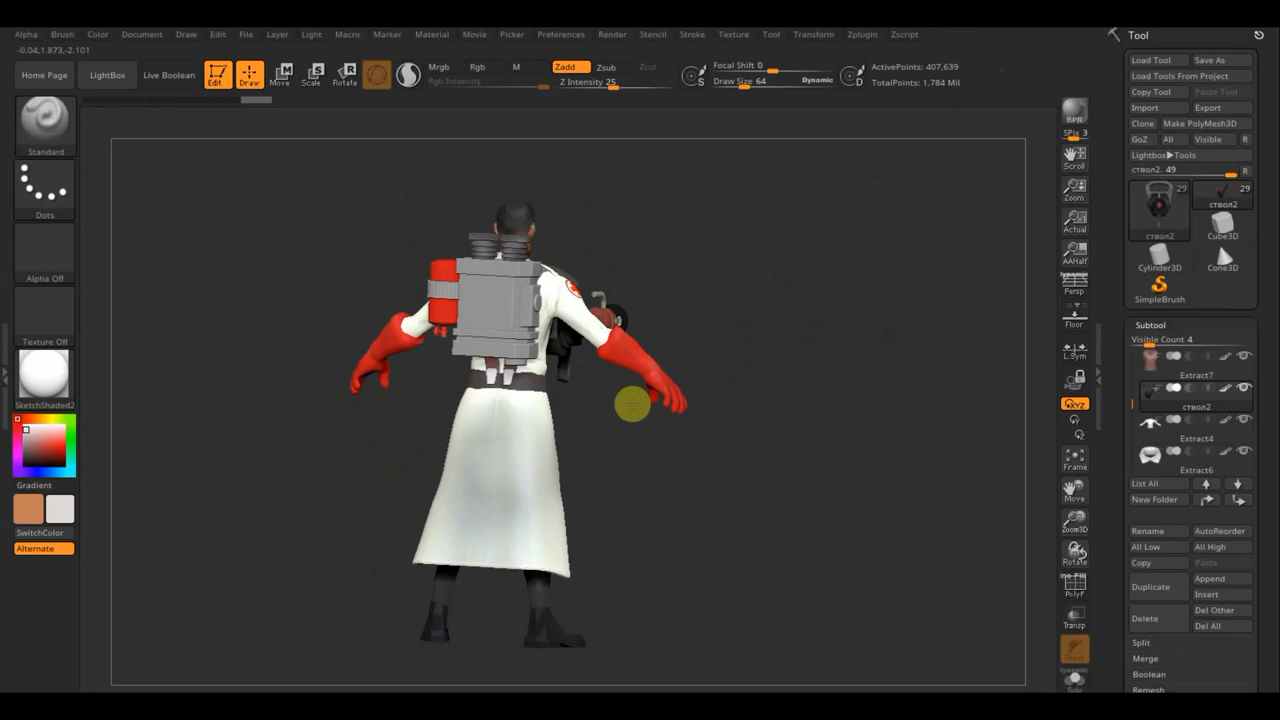 Alpha Brush Color Document Draw Edit File Layer Light Macro Marker Material Movie Picker Preferences Render Stencil Stroke Texture Tool Transform Zplugin Zscript
-0.04,1.873,-2.101
Home Page LightBox Live Boolean Edit Draw Move Scale Rotate
Mrgb Rgb M Zadd Zsub Zcut
Rgb Intensity Z Intensity 25
Focal Shift 0
Draw Size 64 Dynamic
S D
ActivePoints: 407,639
TotalPoints: 1.784 Mil
Standard
Dots
Alpha Off
Texture Off
SketchShaded2
Gradient
SwitchColor
Alternate
BPR
SPix 3
Scroll
Zoom
Actual
AAHalf
Dynamic
Persp
Floor
L.Sym
XYZ
Y
Z
Frame
Move
Zoom3D
Rotate
PolyF
Transp
Dynamic
Solo
Tool
Load Tool Save As
Load Tools From Project
Copy Tool Paste Tool
Import Export
Clone Make PolyMesh3D
GoZ All Visible R
Lightbox▶Tools
ствол2. 49 R
29 29
ствол2 ствол2
Cube3D
Cylinder3D Cone3D
SimpleBrush
Subtool
Visible Count 4
Extract7
ствол2
Extract4
Extract6
List All
New Folder
Rename AutoReorder
All Low All High
Copy Paste
Duplicate Append
Insert
Delete Del Other
Del All
Split
Merge
Boolean
Remesh